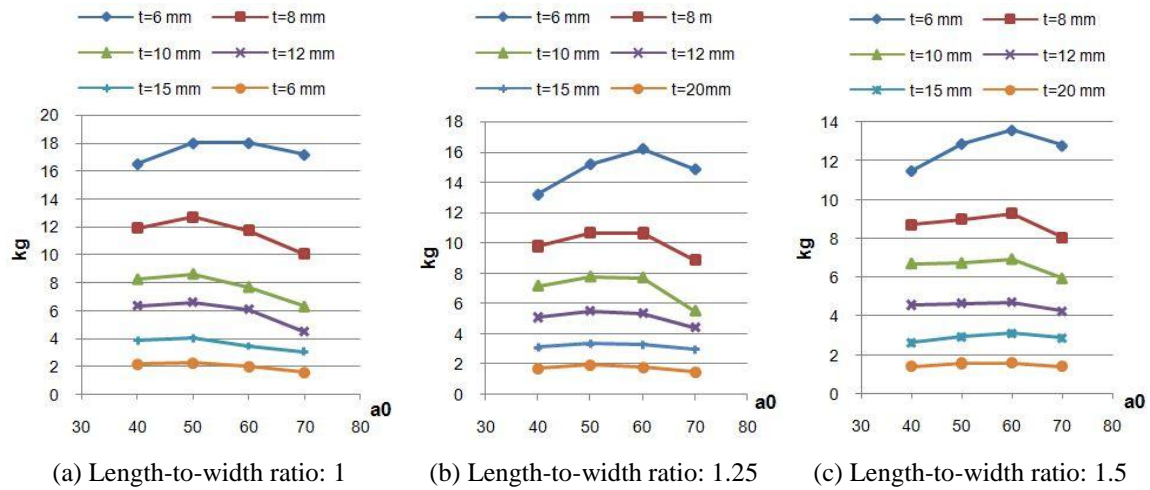 t=6 mm t=8 mm
t=10 mm t=12 mm
t=15 mm t=6 mm
20
18
16
14
12
10
8
6
4
2
0
kg
30 40 50 60 70 80
a0
(a) Length-to-width ratio: 1
t=6 mm t=8 m
t=10 mm t=12 mm
t=15 mm t=20mm
18
16
14
12
10
8
6
4
2
0
kg
30 40 50 60 70 80
a0
(b) Length-to-width ratio: 1.25
t=6 mm t=8 mm
t=10 mm t=12 mm
t=15 mm t=20 mm
14
12
10
8
6
4
2
0
kg
30 40 50 60 70 80
a0
(c) Length-to-width ratio: 1.5